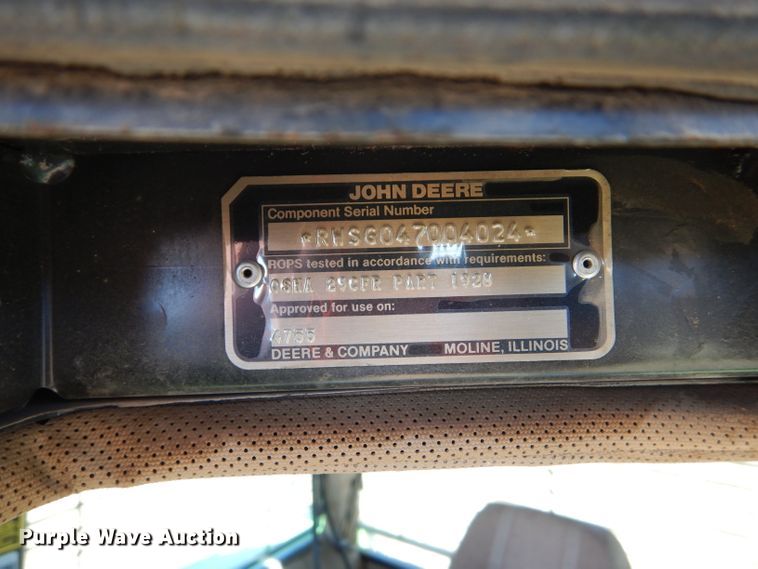 JOHN DEERE
Component Serial Number
*RWSG047004024*
ROPS tested in accordance with requirements:
OSHA 29CFR PART 1928
Approved for use on:
4755
DEERE & COMPANY MOLINE, ILLINOIS
Purple Wave Auction